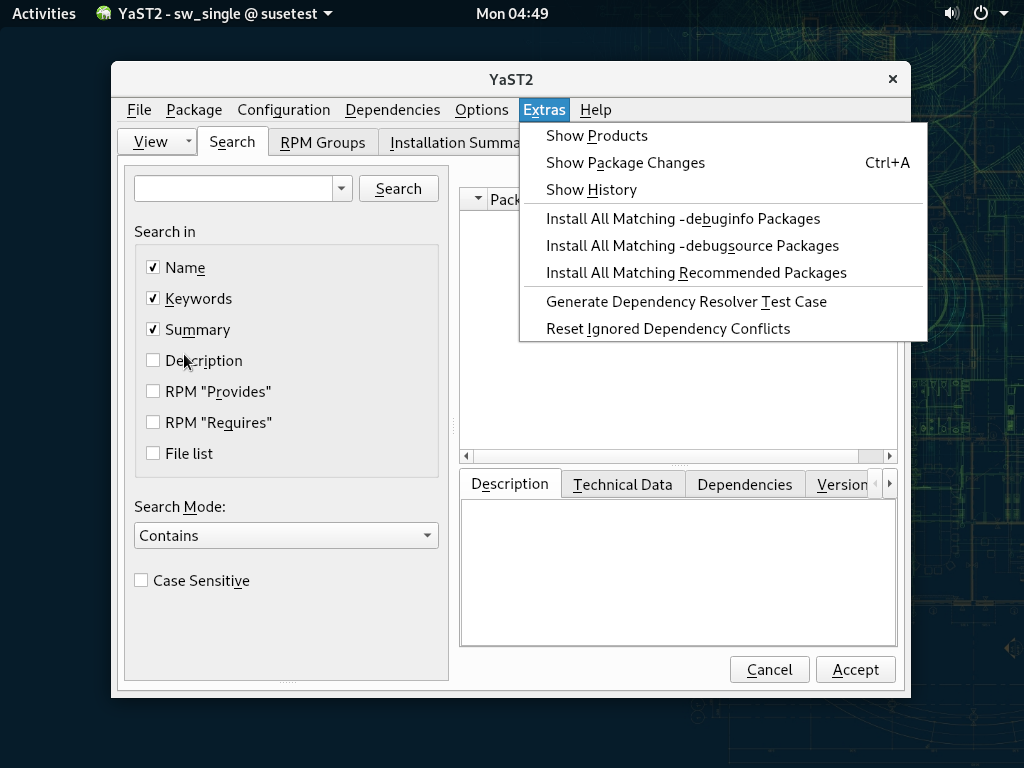 Activities YaST2 - sw_single @ susetest Mon 04:49
YaST2
File Package Configuration Dependencies Options Extras Help
View Search RPM Groups Installation Summa
Show Products
Show Package Changes Ctrl+A
Show History
Install All Matching -debuginfo Packages
Install All Matching -debugsource Packages
Install All Matching Recommended Packages
Generate Dependency Resolver Test Case
Reset Ignored Dependency Conflicts
Search
Pack
Search in
Name
Keywords
Summary
Description
RPM "Provides"
RPM "Requires"
File list
Search Mode:
Contains
Case Sensitive
Description Technical Data Dependencies Version
Cancel Accept